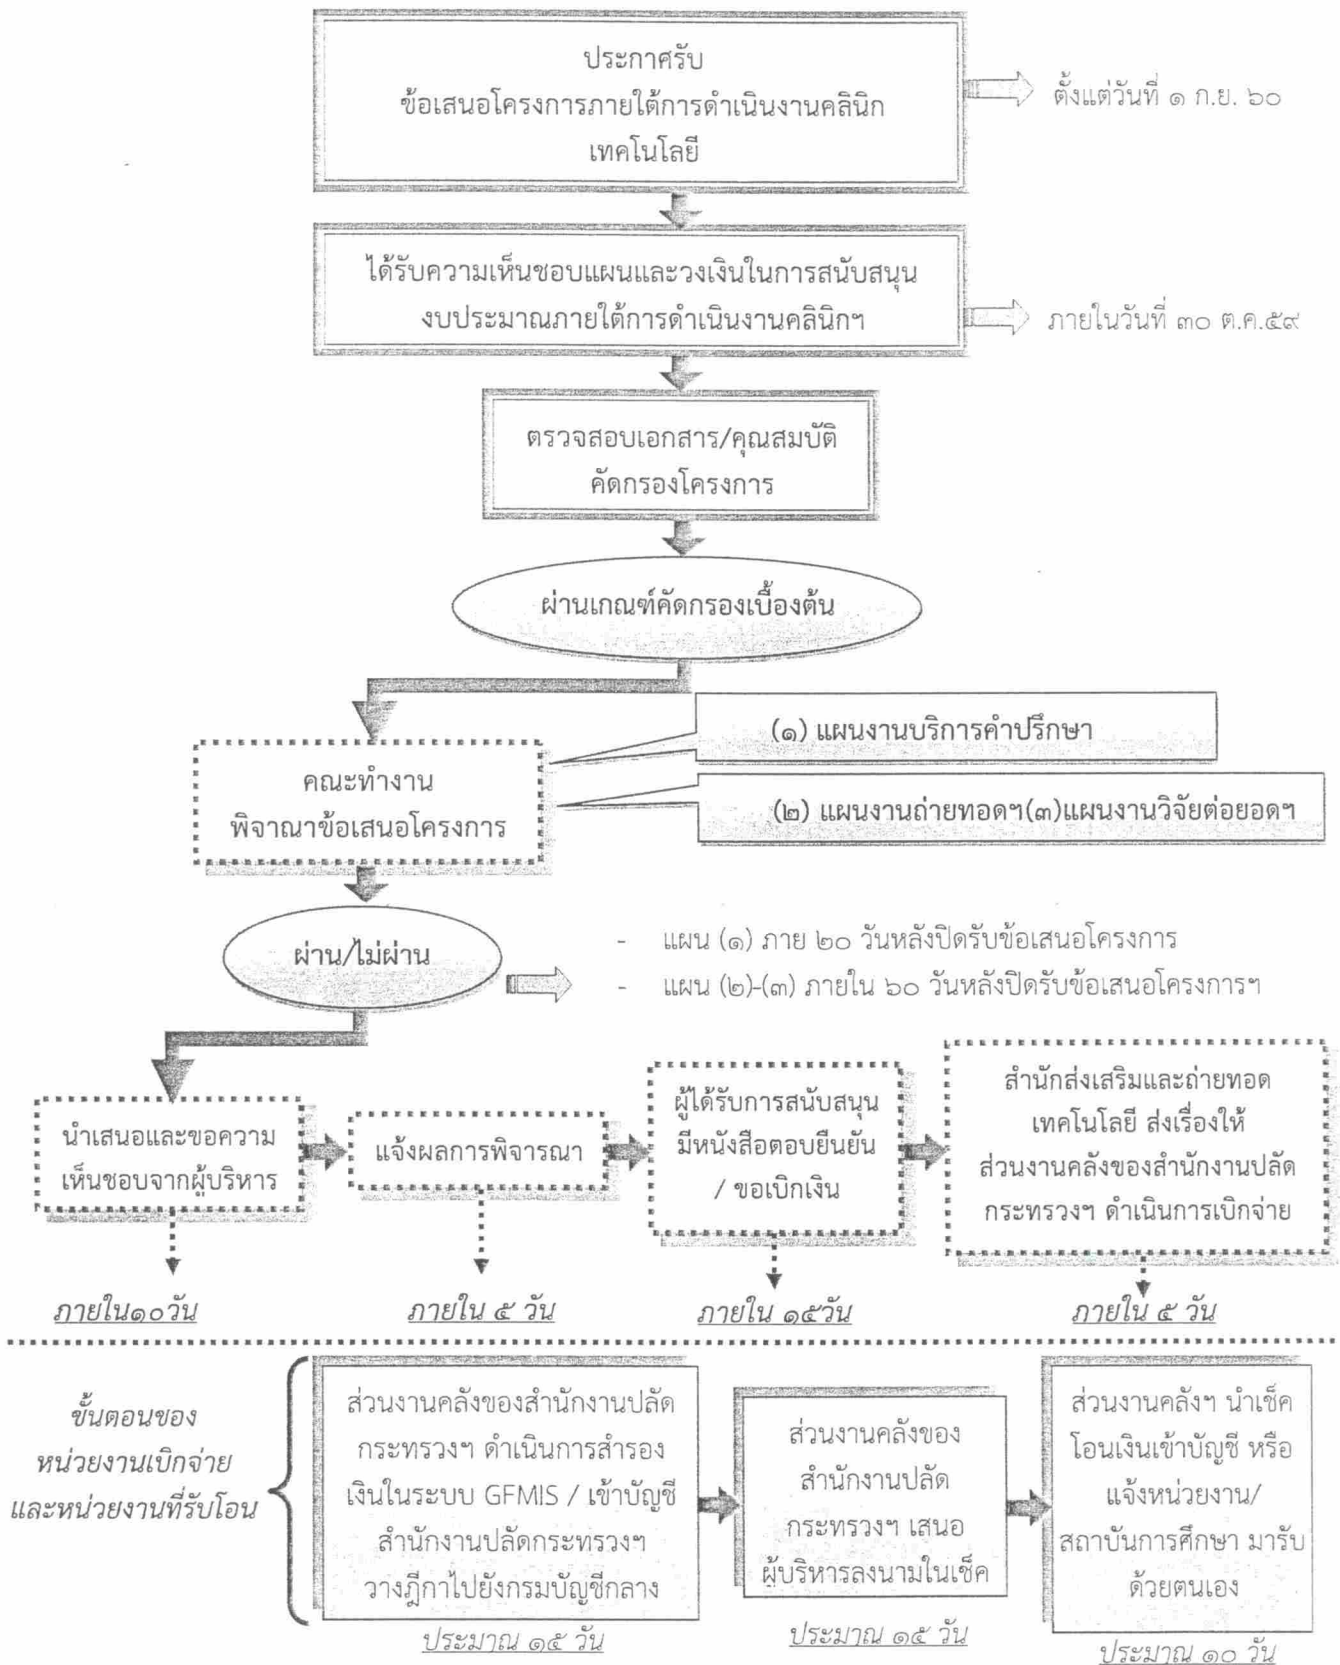 ประกาศรับ
ข้อเสนอโครงการภายใต้การดำเนินงานคลินิก
เทคโนโลยี
ตั้งแต่วันที่ ๑ ก.ย. ๖๐
ได้รับความเห็นชอบแผนและวงเงินในการสนับสนุน
งบประมาณภายใต้การดำเนินงานคลินิกฯ
ภายในวันที่ ๓๐ ต.ค.๕๙
ตรวจสอบเอกสาร/คุณสมบัติ
คัดกรองโครงการ
ผ่านเกณฑ์คัดกรองเบื้องต้น
(๑) แผนงานบริการคำปรึกษา
คณะทำงาน
พิจาณาข้อเสนอโครงการ
(๒) แผนงานถ่ายทอดฯ(๓)แผนงานวิจัยต่อยอดฯ
ผ่าน/ไม่ผ่าน
- แผน (๑) ภาย ๒๐ วันหลังปิดรับข้อเสนอโครงการ
- แผน (๒)-(๓) ภายใน ๖๐ วันหลังปิดรับข้อเสนอโครงการฯ
นำเสนอและขอความ
เห็นชอบจากผู้บริหาร
แจ้งผลการพิจารณา
ผู้ได้รับการสนับสนุน
มีหนังสือตอบยืนยัน
/ ขอเบิกเงิน
สำนักส่งเสริมและถ่ายทอด
เทคโนโลยี ส่งเรื่องให้
ส่วนงานคลังของสำนักงานปลัด
กระทรวงฯ ดำเนินการเบิกจ่าย
ภายใน๑๐วัน
ภายใน ๕ วัน
ภายใน ๑๕วัน
ภายใน ๕ วัน
ขั้นตอนของ
หน่วยงานเบิกจ่าย
และหน่วยงานที่รับโอน
ส่วนงานคลังของสำนักงานปลัด
กระทรวงฯ ดำเนินการสำรอง
เงินในระบบ GFMIS / เข้าบัญชี
สำนักงานปลัดกระทรวงฯ
วางฎีกาไปยังกรมบัญชีกลาง
ประมาณ ๑๕ วัน
ส่วนงานคลังของ
สำนักงานปลัด
กระทรวงฯ เสนอ
ผู้บริหารลงนามในเช็ค
ประมาณ ๑๕ วัน
ส่วนงานคลังฯ นำเช็ค
โอนเงินเข้าบัญชี หรือ
แจ้งหน่วยงาน/
สถาบันการศึกษา มารับ
ด้วยตนเอง
ประมาณ ๑๐ วัน